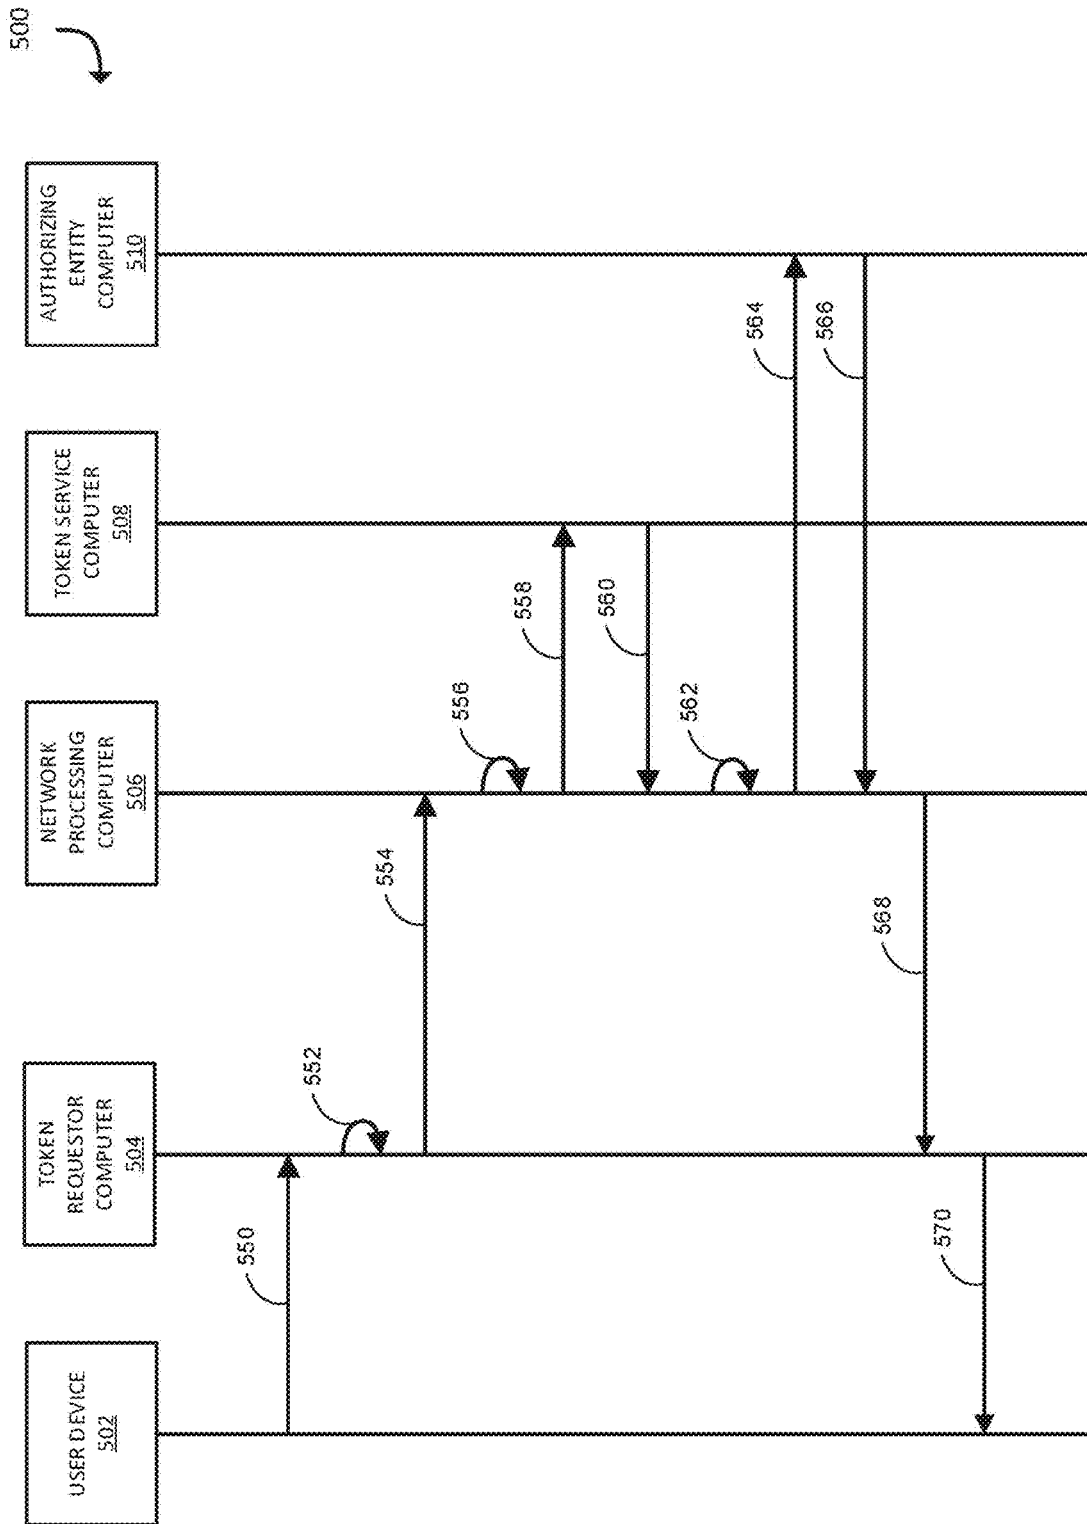 500
USER DEVICE
502
TOKEN
REQUESTOR
COMPUTER
504
NETWORK
PROCESSING
COMPUTER
506
TOKEN SERVICE
COMPUTER
508
AUTHORIZING
ENTITY
COMPUTER
510
550
552
554
556
558
560
562
564
566
568
570